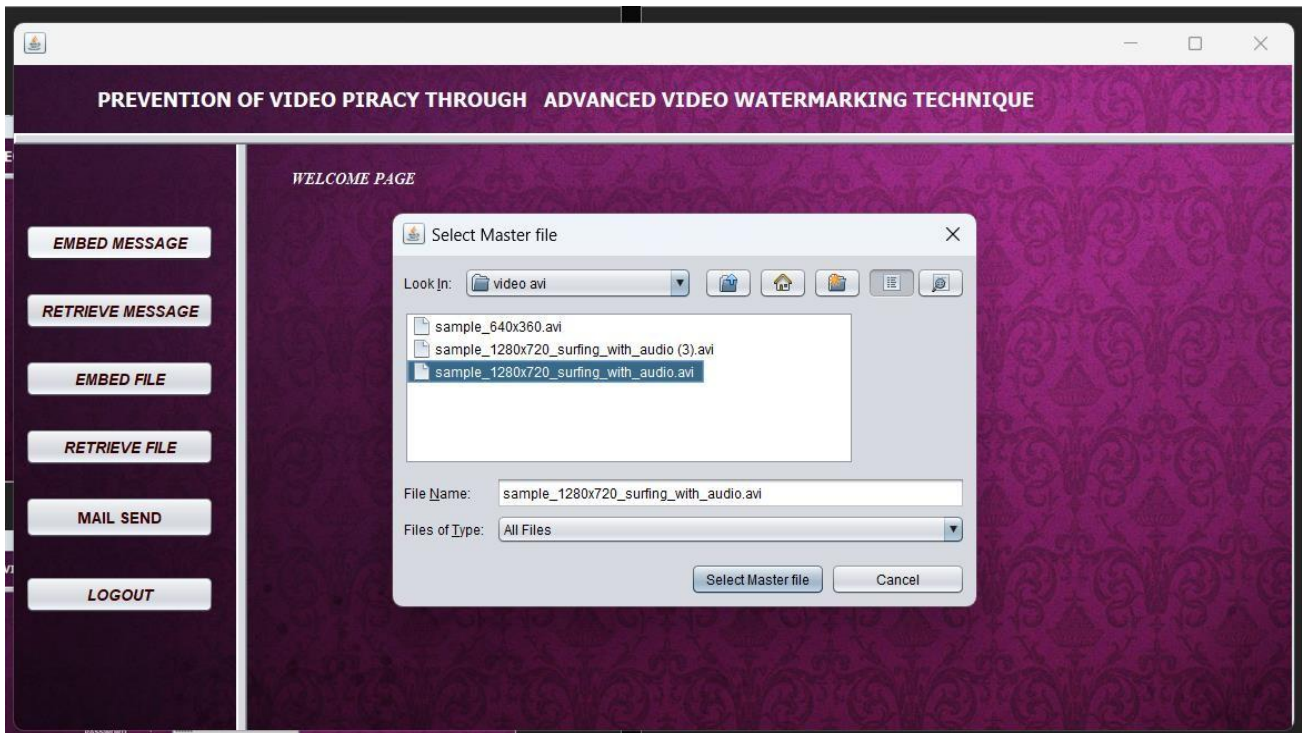 PREVENTION OF VIDEO PIRACY THROUGH ADVANCED VIDEO WATERMARKING TECHNIQUE
WELCOME PAGE
EMBED MESSAGE
RETRIEVE MESSAGE
EMBED FILE
RETRIEVE FILE
MAIL SEND
LOGOUT
Select Master file
Look In: video avi
sample_640x360.avi
sample_1280x720_surfing_with_audio (3).avi
sample_1280x720_surfing_with_audio.avi
File Name: sample_1280x720_surfing_with_audio.avi
Files of Type: All Files
Select Master file Cancel